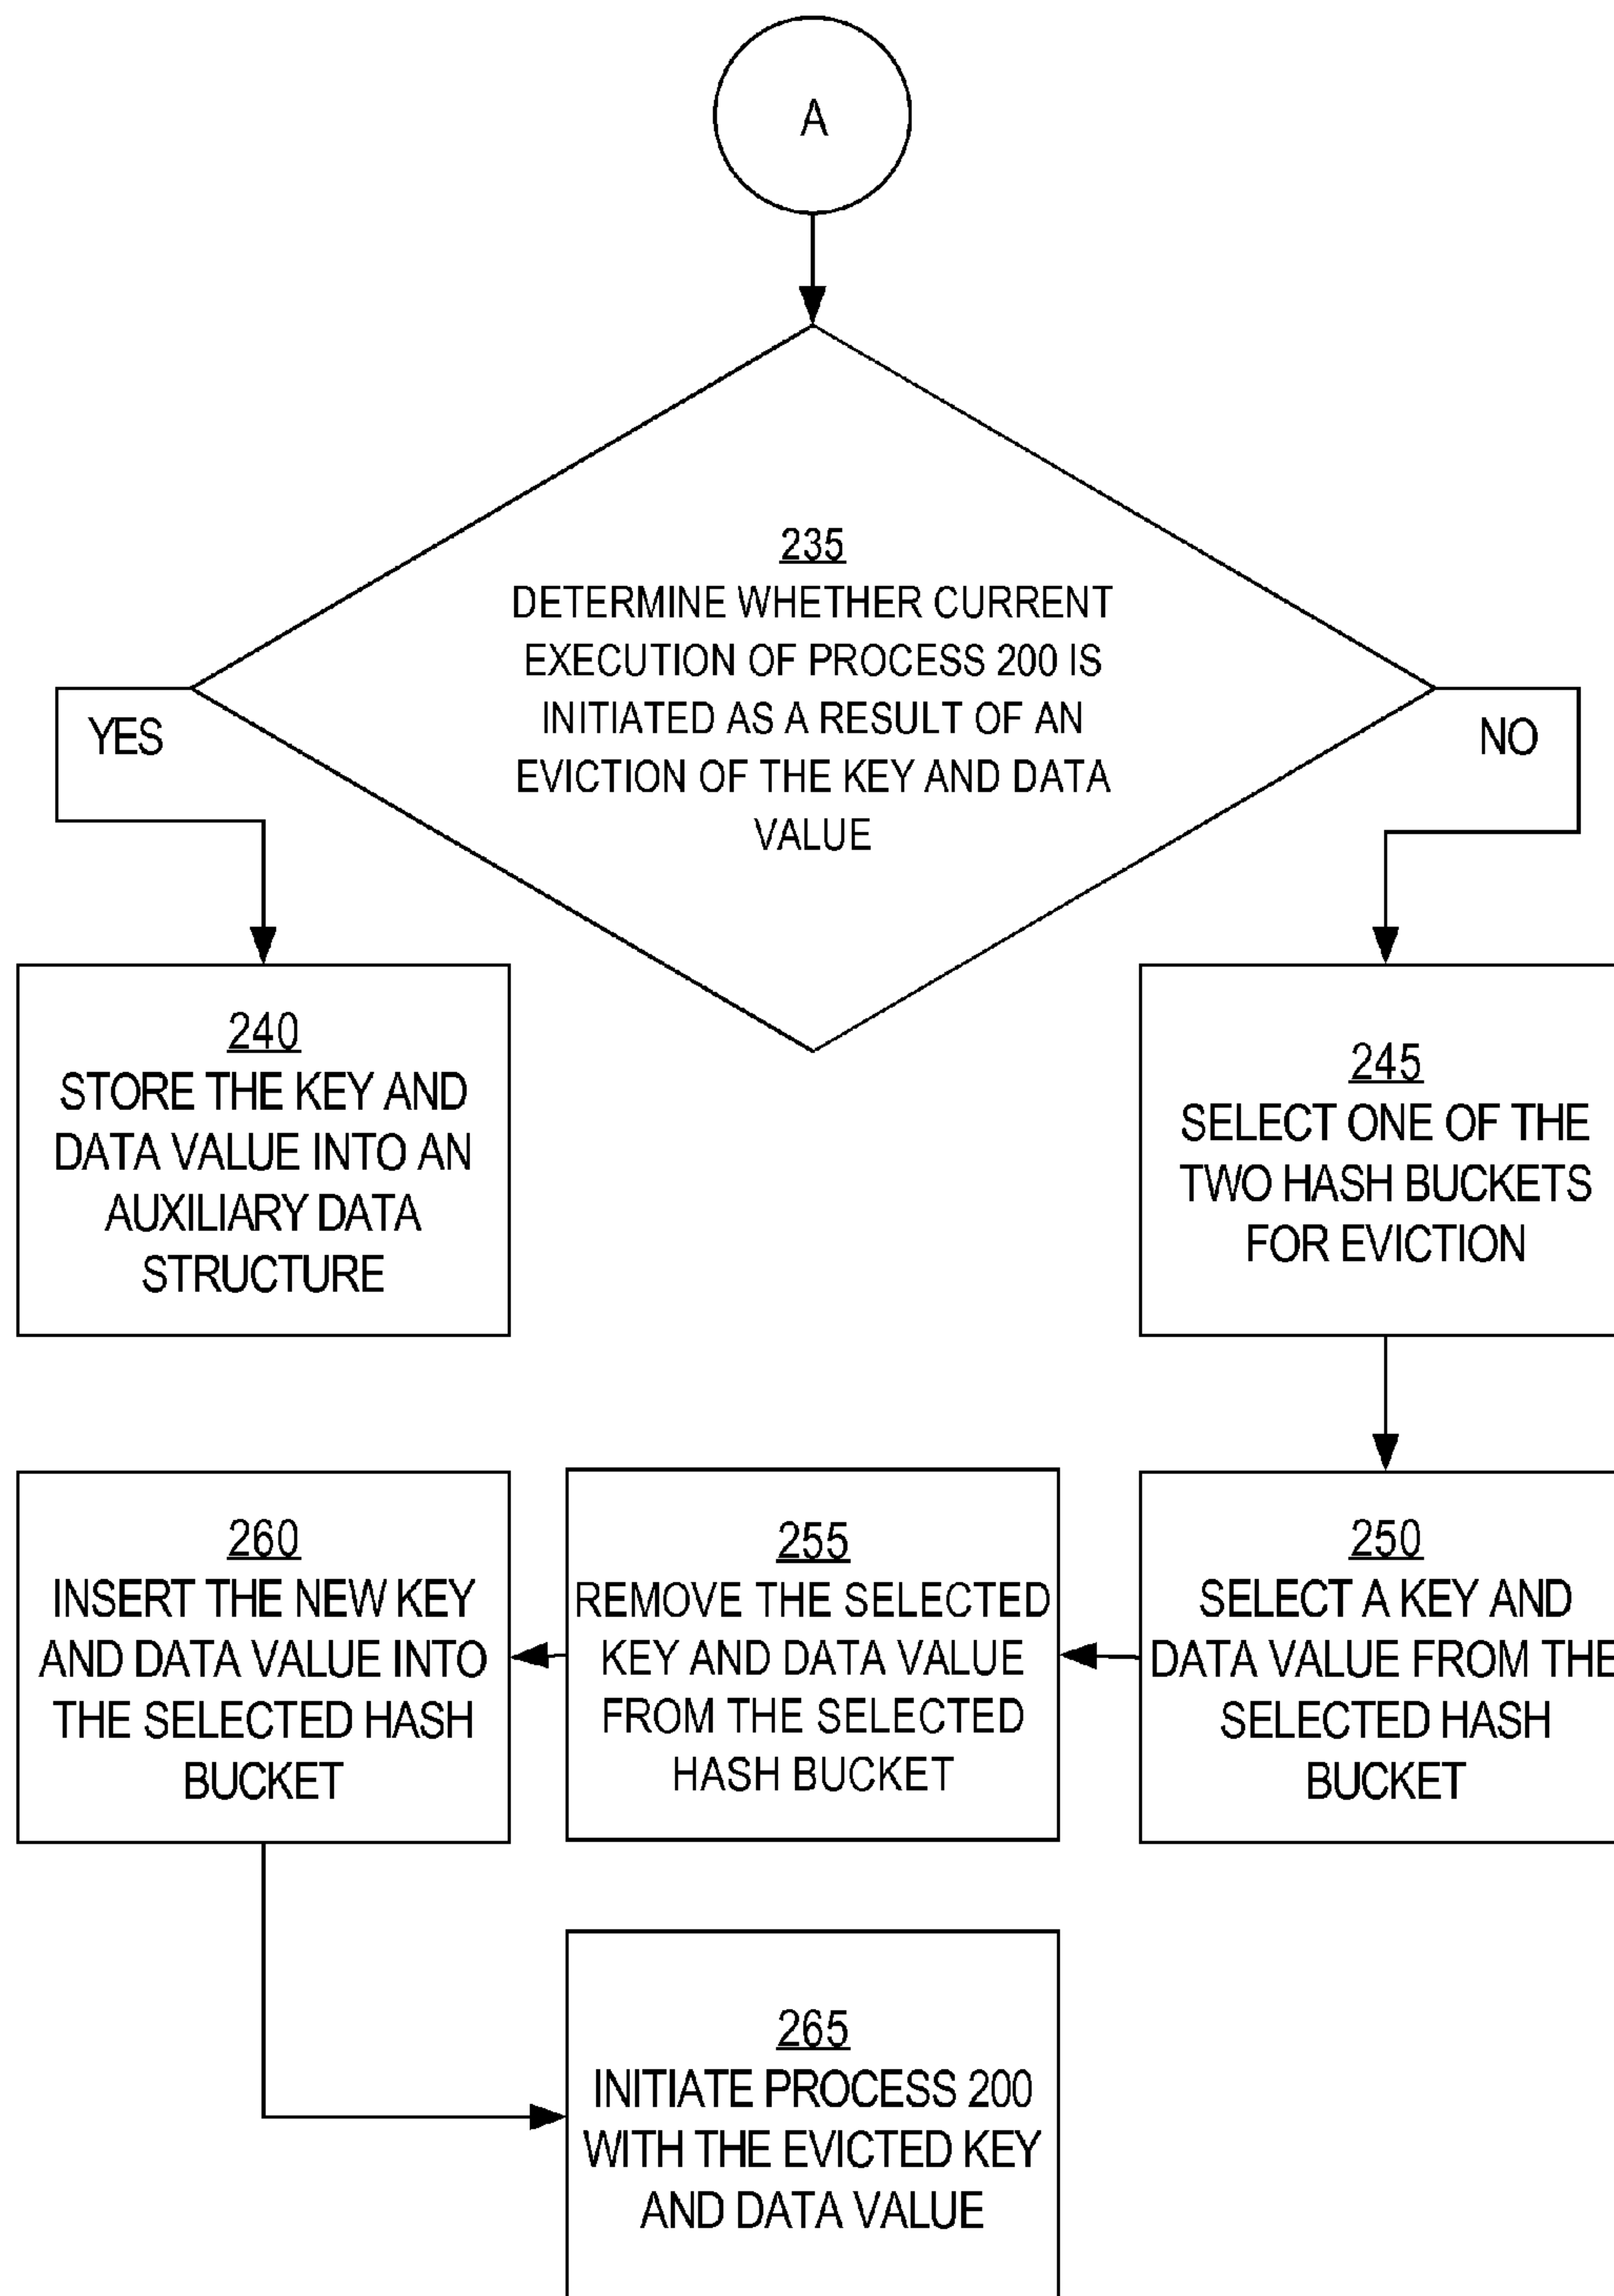 A
235
DETERMINE WHETHER CURRENT
EXECUTION OF PROCESS 200 IS
INITIATED AS A RESULT OF AN
EVICTION OF THE KEY AND DATA
VALUE
YES
NO
240
STORE THE KEY AND
DATA VALUE INTO AN
AUXILIARY DATA
STRUCTURE
245
SELECT ONE OF THE
TWO HASH BUCKETS
FOR EVICTION
250
SELECT A KEY AND
DATA VALUE FROM THE
SELECTED HASH
BUCKET
255
REMOVE THE SELECTED
KEY AND DATA VALUE
FROM THE SELECTED
HASH BUCKET
260
INSERT THE NEW KEY
AND DATA VALUE INTO
THE SELECTED HASH
BUCKET
265
INITIATE PROCESS 200
WITH THE EVICTED KEY
AND DATA VALUE